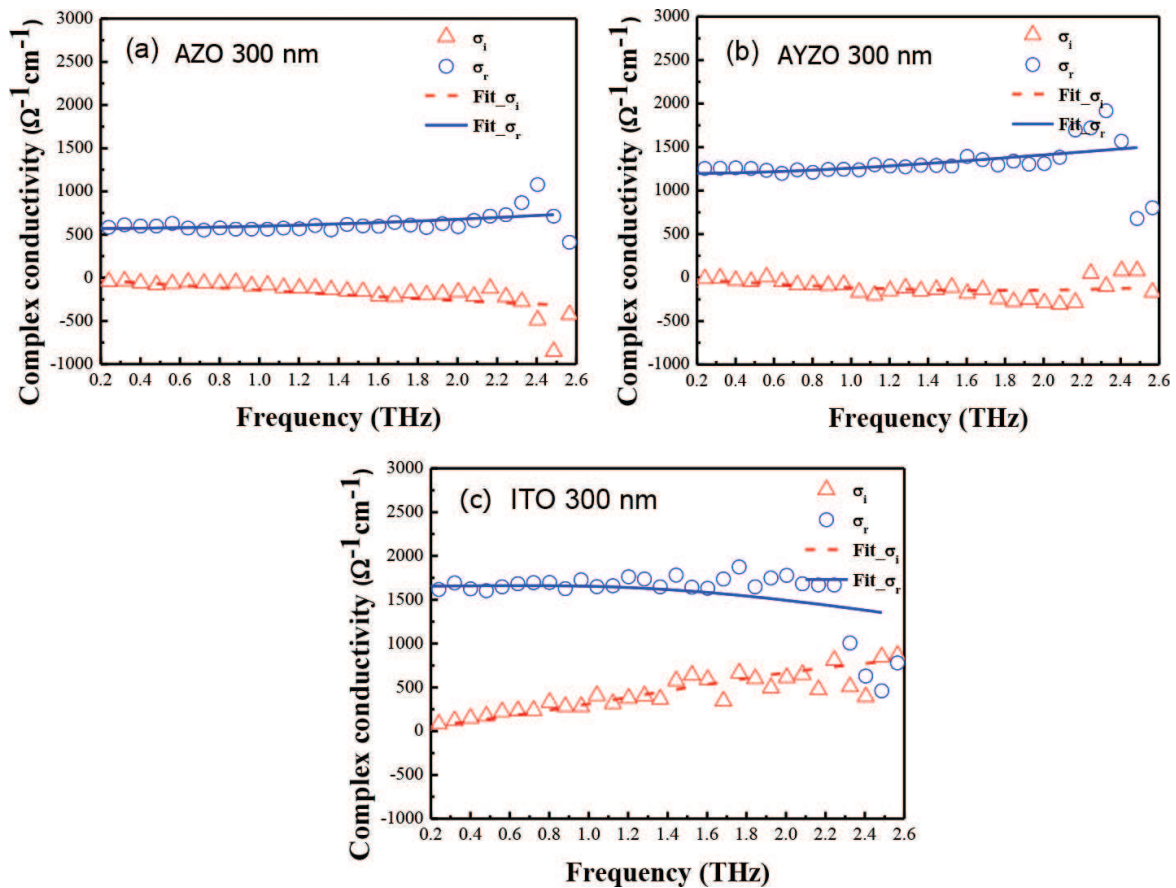 (a) AZO 300 nm
σi
σr
Fit_σi
Fit_σr
Complex conductivity (Ω⁻¹cm⁻¹)
3000
2500
2000
1500
1000
500
0
-500
-1000
0.2 0.4 0.6 0.8 1.0 1.2 1.4 1.6 1.8 2.0 2.2 2.4 2.6
Frequency (THz)
(b) AYZO 300 nm
σi
σr
Fit_σi
Fit_σr
Complex conductivity (Ω⁻¹cm⁻¹)
3000
2500
2000
1500
1000
500
0
-500
-1000
0.2 0.4 0.6 0.8 1.0 1.2 1.4 1.6 1.8 2.0 2.2 2.4 2.6
Frequency (THz)
(c) ITO 300 nm
σi
σr
Fit_σi
Fit_σr
Complex conductivity (Ω⁻¹cm⁻¹)
3000
2500
2000
1500
1000
500
0
-500
-1000
0.2 0.4 0.6 0.8 1.0 1.2 1.4 1.6 1.8 2.0 2.2 2.4 2.6
Frequency (THz)